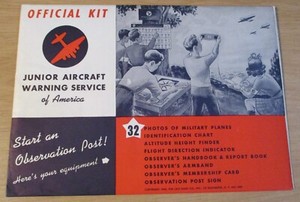 OFFICIAL KIT
JUNIOR AIRCRAFT
WARNING SERVICE
of America
Start an
Observation Post!
Here's your equipment
32 PHOTOS OF MILITARY PLANES
IDENTIFICATION CHART
ALTITUDE HEIGHT FINDER
FLIGHT DIRECTION INDICATOR
OBSERVER'S HANDBOOK & REPORT BOOK
OBSERVER'S ARMBAND
OBSERVER'S MEMBERSHIP CARD
OBSERVATION POST SIGN